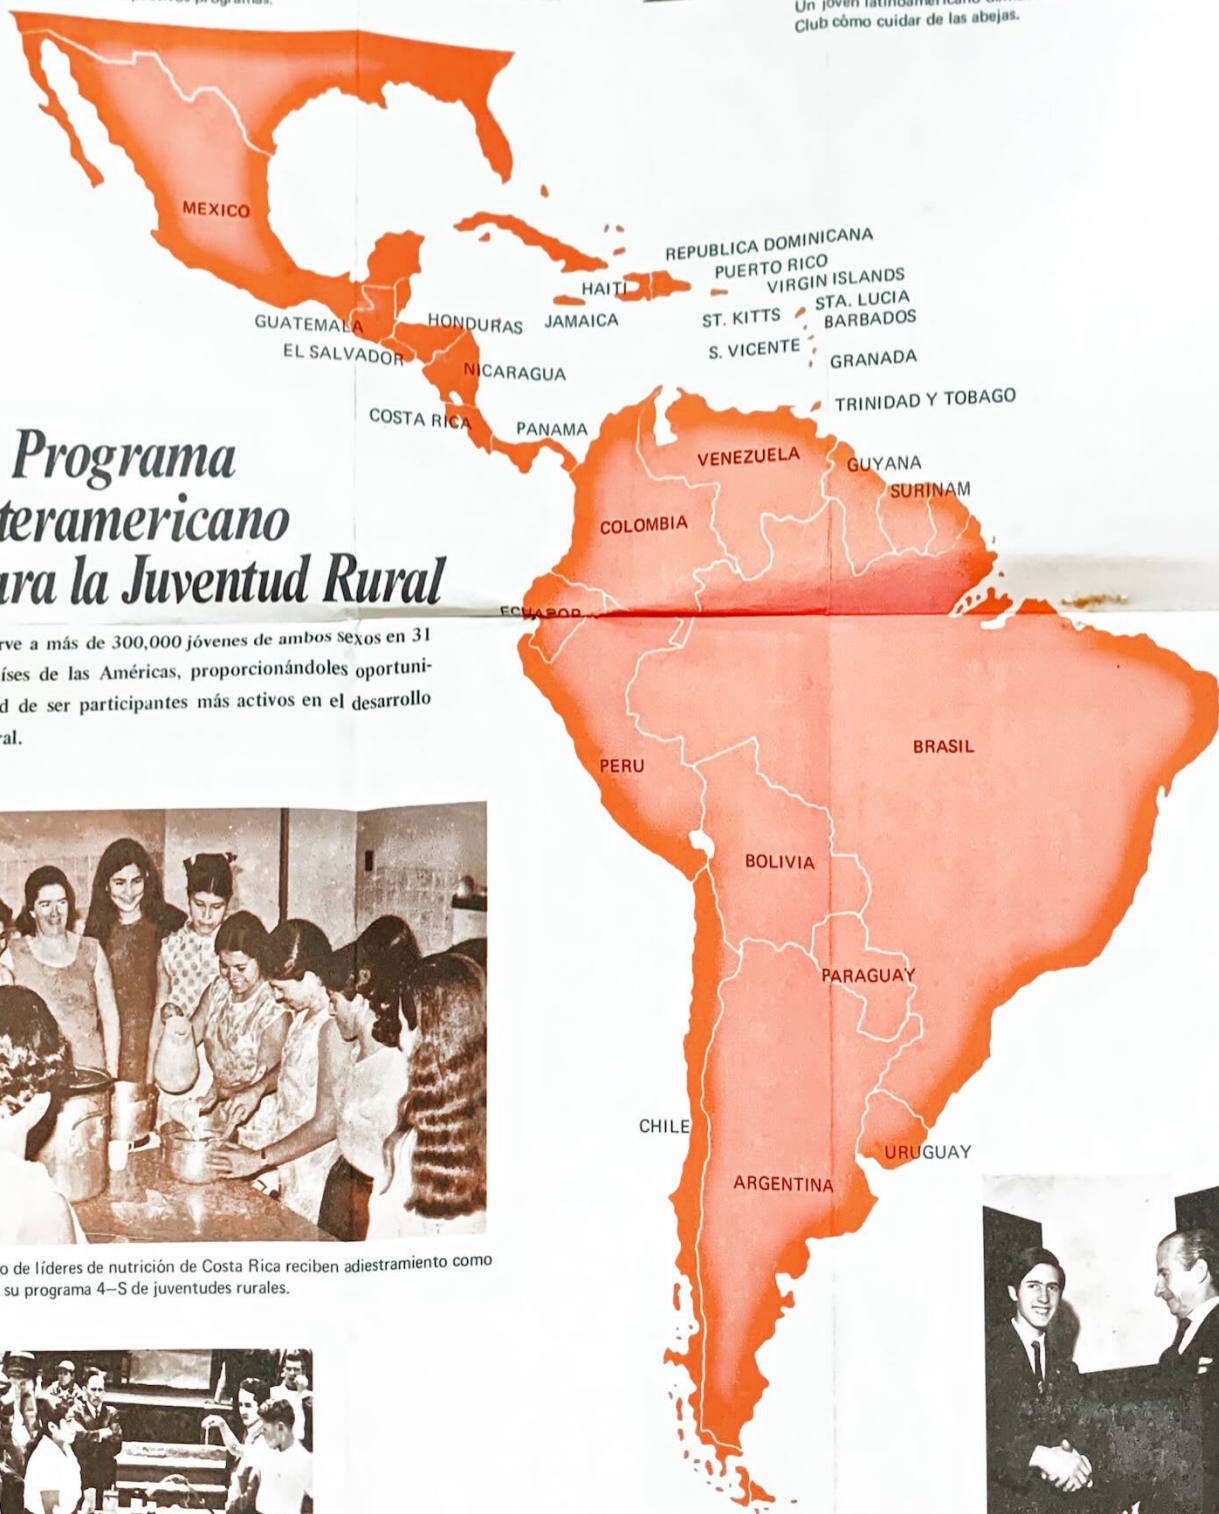 Un joven latinoamericano
Club cómo cuidar de las abejas.
MEXICO
REPUBLICA DOMINICANA
PUERTO RICO
VIRGIN ISLANDS
HAITI
STA. LUCIA
ST. KITTS
BARBADOS
GUATEMALA
HONDURAS
JAMAICA
S. VICENTE
EL SALVADOR
GRANADA
NICARAGUA
TRINIDAD Y TOBAGO
COSTA RICA
PANAMA
VENEZUELA
GUYANA
SURINAM
COLOMBIA
ECUADOR
Programa
teramericano
ara la Juventud Rural
rve a más de 300,000 jóvenes de ambos sexos en 31
íses de las Américas, proporcionándoles oportuni-
d de ser participantes más activos en el desarrollo
ral.
BRASIL
PERU
BOLIVIA
PARAGUAY
CHILE
URUGUAY
ARGENTINA
o de líderes de nutrición de Costa Rica reciben adiestramiento como
su programa 4–S de juventudes rurales.